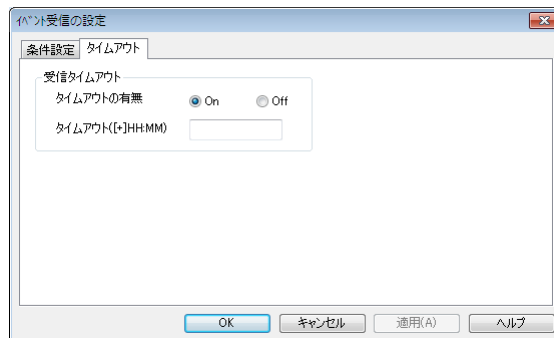 イベント受信の設定
条件設定 タイムアウト
受信タイムアウト
タイムアウトの有無 On Off
タイムアウト([+]HH:MM)
OK キャンセル 適用(A) ヘルプ